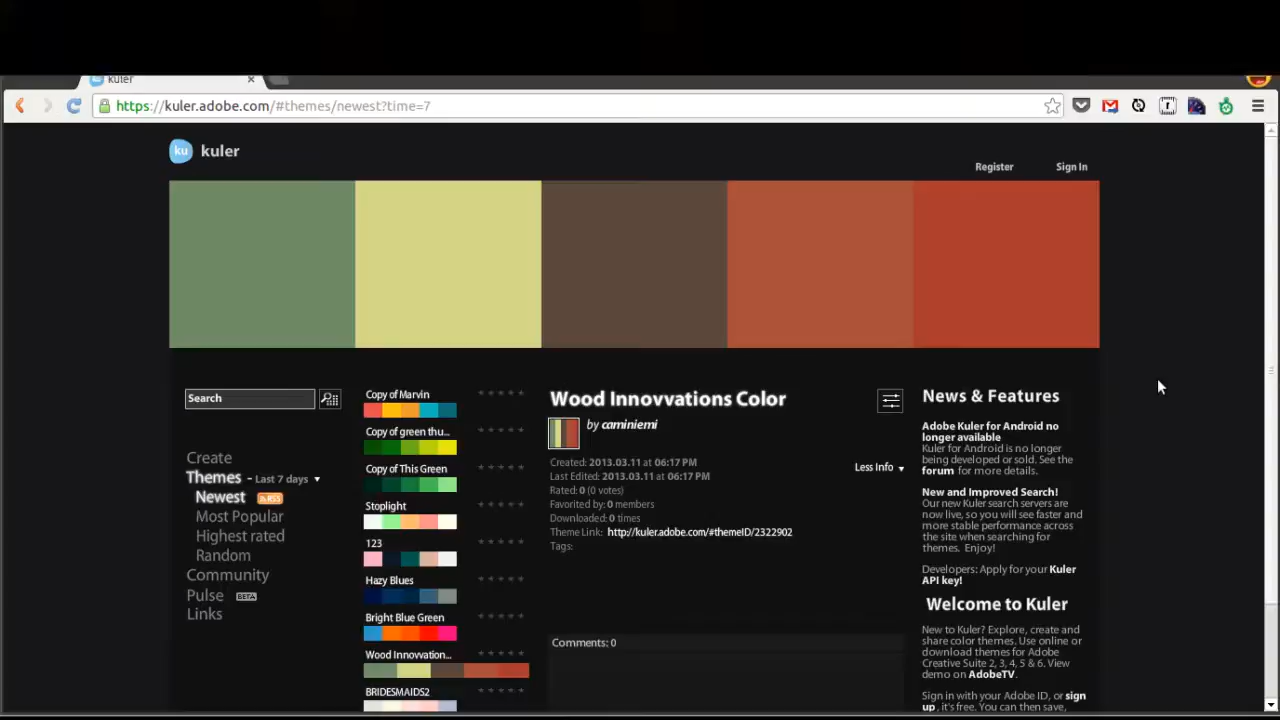 kuler
https://kuler.adobe.com/#themes/newest?time=7
ku kuler
Register
Sign In
Search
Create
Themes - Last 7 days
Newest RSS
Most Popular
Highest rated
Random
Community
Pulse BETA
Links
Copy of Marvin
Copy of green thu...
Copy of This Green
Stoplight
123
Hazy Blues
Bright Blue Green
Wood Innovvation...
BRIDESMAIDS2
Wood Innovvations Color
by caminiemi
Created: 2013.03.11 at 06:17 PM
Last Edited: 2013.03.11 at 06:17 PM
Rated: 0 (0 votes)
Favorited by: 0 members
Downloaded: 0 times
Theme Link: http://kuler.adobe.com/#themeID/2322902
Tags:
Less Info
Comments: 0
News & Features
Adobe Kuler for Android no
longer available
Kuler for Android is no longer
being developed or sold. See the
forum for more details.
New and Improved Search!
Our new Kuler search servers are
now live, so you will see faster and
more stable performance across
the site when searching for
themes. Enjoy!
Developers: Apply for your Kuler
API key!
Welcome to Kuler
New to Kuler? Explore, create and
share color themes. Use online or
download themes for Adobe
Creative Suite 2, 3, 4, 5 & 6. View
demo on AdobeTV.
Sign in with your Adobe ID, or sign
up, it's free. You can then save,